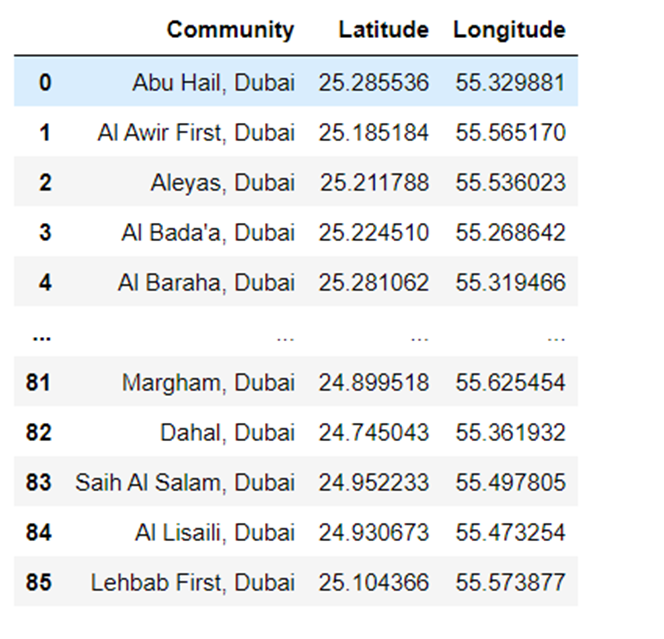 Community Latitude Longitude
0 Abu Hail, Dubai 25.285536 55.329881
1 Al Awir First, Dubai 25.185184 55.565170
2 Aleyas, Dubai 25.211788 55.536023
3 Al Bada'a, Dubai 25.224510 55.268642
4 Al Baraha, Dubai 25.281062 55.319466
... ... ... ...
81 Margham, Dubai 24.899518 55.625454
82 Dahal, Dubai 24.745043 55.361932
83 Saih Al Salam, Dubai 24.952233 55.497805
84 Al Lisaili, Dubai 24.930673 55.473254
85 Lehbab First, Dubai 25.104366 55.573877